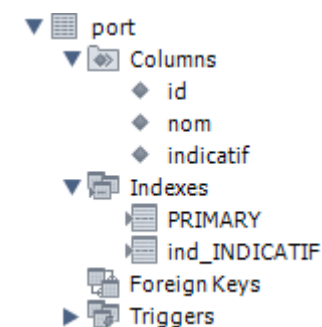 port
Columns
id
nom
indicatif
Indexes
PRIMARY
ind_INDICATIF
Foreign Keys
Triggers